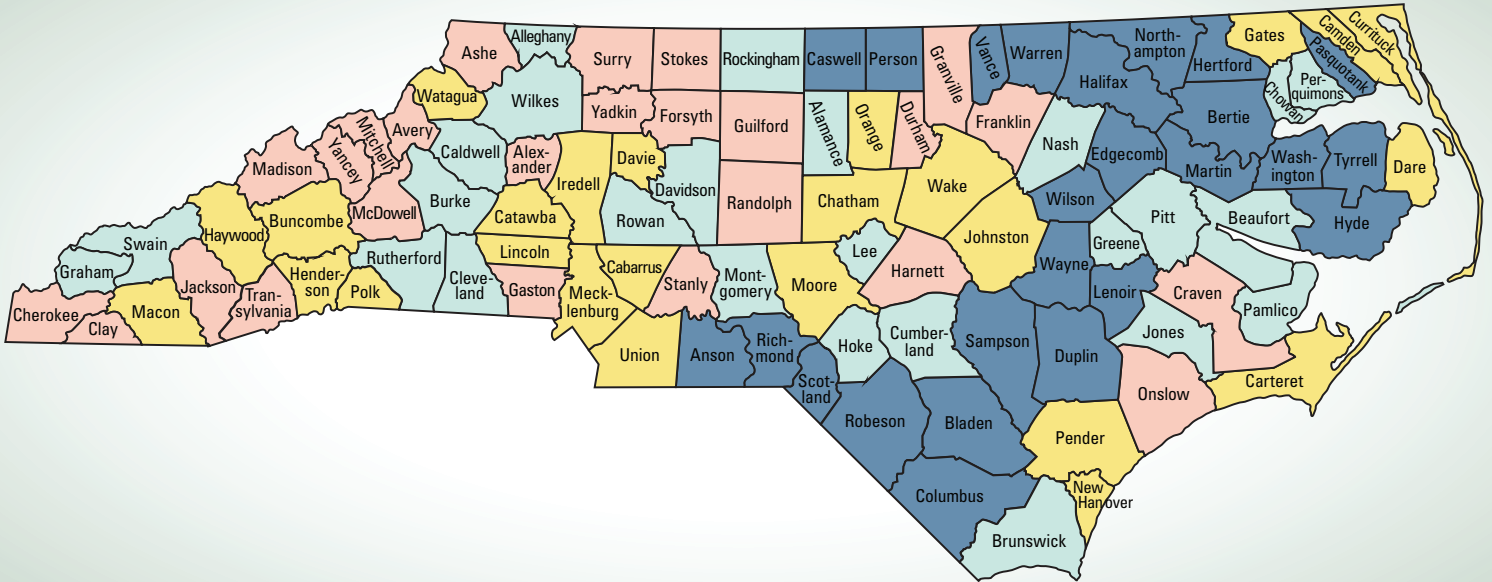 Ashe
Alleghany
Surry
Stokes
Rockingham
Caswell
Person
Granville
Vance
Warren
North-
ampton
Hertford
Gates
Camden
Currituck
Pasquotank
Per-
quimons
Chowan
Halifax
Bertie
Watagua
Wilkes
Yadkin
Forsyth
Guilford
Alamance
Orange
Durham
Franklin
Nash
Edgecomb
Martin
Wash-
ington
Tyrrell
Dare
Madison
Yancey
Mitchell
Avery
Caldwell
Alex-
ander
Iredell
Davie
Davidson
Randolph
Chatham
Wake
Wilson
Pitt
Beaufort
Hyde
Swain
Haywood
Buncombe
McDowell
Burke
Catawba
Rowan
Lee
Johnston
Greene
Graham
Jackson
Hender-
son
Polk
Rutherford
Cleve-
land
Lincoln
Gaston
Cabarrus
Stanly
Mont-
gomery
Moore
Harnett
Wayne
Lenoir
Craven
Pamlico
Cherokee
Clay
Macon
Tran-
sylvania
Meck-
lenburg
Union
Anson
Rich-
mond
Scot-
land
Hoke
Cumber-
land
Sampson
Duplin
Jones
Onslow
Carteret
Robeson
Bladen
Pender
Columbus
New
Hanover
Brunswick